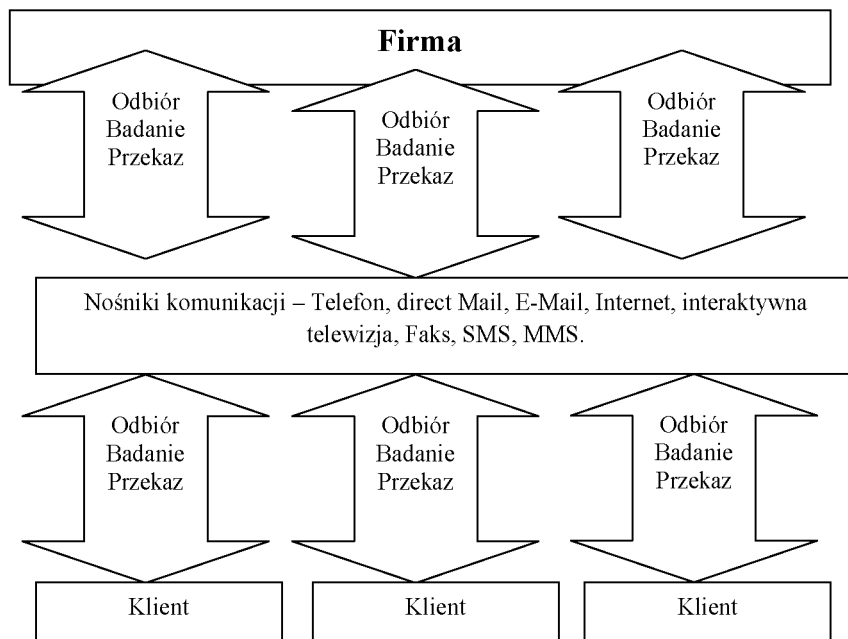 Firma
Odbiór
Badanie
Przekaz
Odbiór
Badanie
Przekaz
Odbiór
Badanie
Przekaz
Nośniki komunikacji – Telefon, direct Mail, E-Mail, Internet, interaktywna
telewizja, Faks, SMS, MMS.
Odbiór
Badanie
Przekaz
Odbiór
Badanie
Przekaz
Odbiór
Badanie
Przekaz
Klient
Klient
Klient